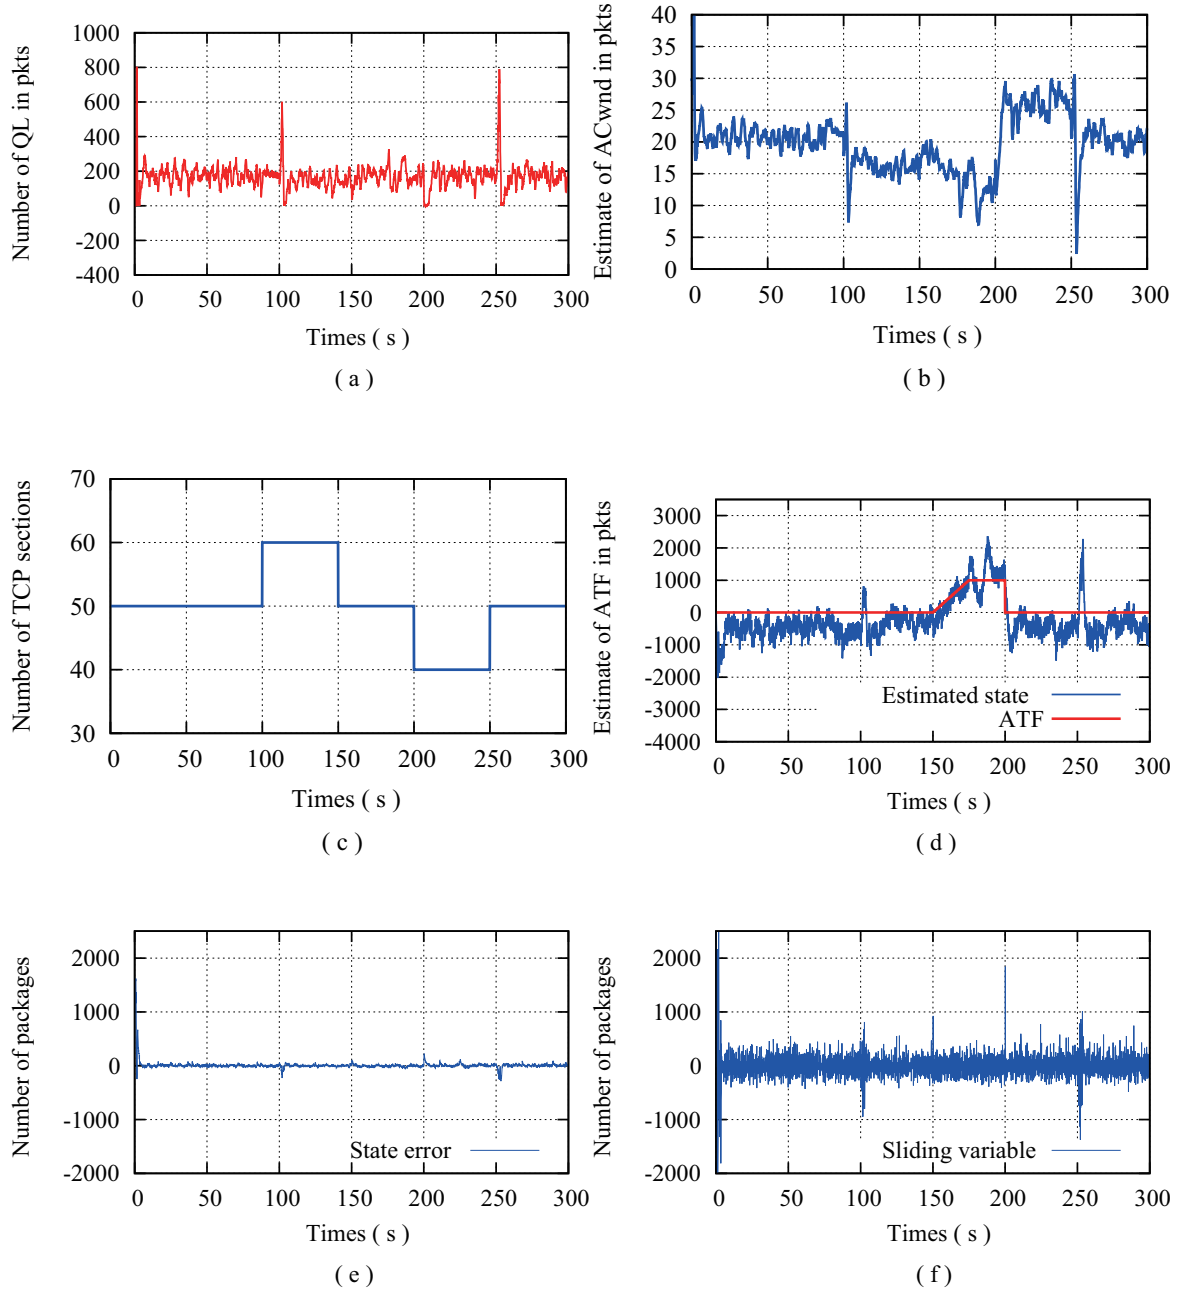 Number of QL in pkts
1000
800
600
400
200
0
-200
-400
0 50 100 150 200 250 300
Times ( s )
( a )
Estimate of ACwnd in pkts
40
35
30
25
20
15
10
5
0
0 50 100 150 200 250 300
Times ( s )
( b )
Number of TCP sections
70
60
50
40
30
0 50 100 150 200 250 300
Times ( s )
( c )
Estimate of ATF in pkts
3000
2000
1000
0
-1000
-2000
-3000
-4000
Estimated state
ATF
0 50 100 150 200 250 300
Times ( s )
( d )
Number of packages
2000
1000
0
-1000
-2000
State error
0 50 100 150 200 250 300
Times ( s )
( e )
Number of packages
2000
1000
0
-1000
-2000
Sliding variable
0 50 100 150 200 250 300
Times ( s )
( f )